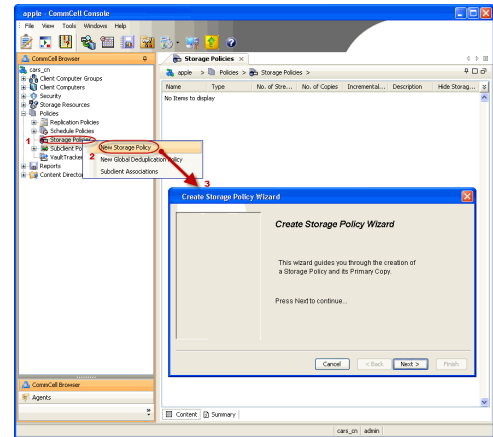 apple - CommCell Console
File View Tools Windows Help
CommCell Browser
Storage Policies
cars_cn
Client Computer Groups
Client Computers
Security
Storage Resources
Policies
Replication Policies
Schedule Policies
Storage Policies
Subclient Po
VaultTracker
Reports
Content Director
apple > Policies > Storage Policies >
Name Type No. of Stre... No. of Copies Incremental... Description Hide Storag...
No Items to display
1
2
New Storage Policy
New Global Deduplication Policy
Subclient Associations
3
Create Storage Policy Wizard
Create Storage Policy Wizard
This wizard guides you through the creation of
a Storage Policy and its Primary Copy.
Press Next to continue...
Cancel < Back Next > Finish
CommCell Browser
Agents
Content Summary
cars_cn admin